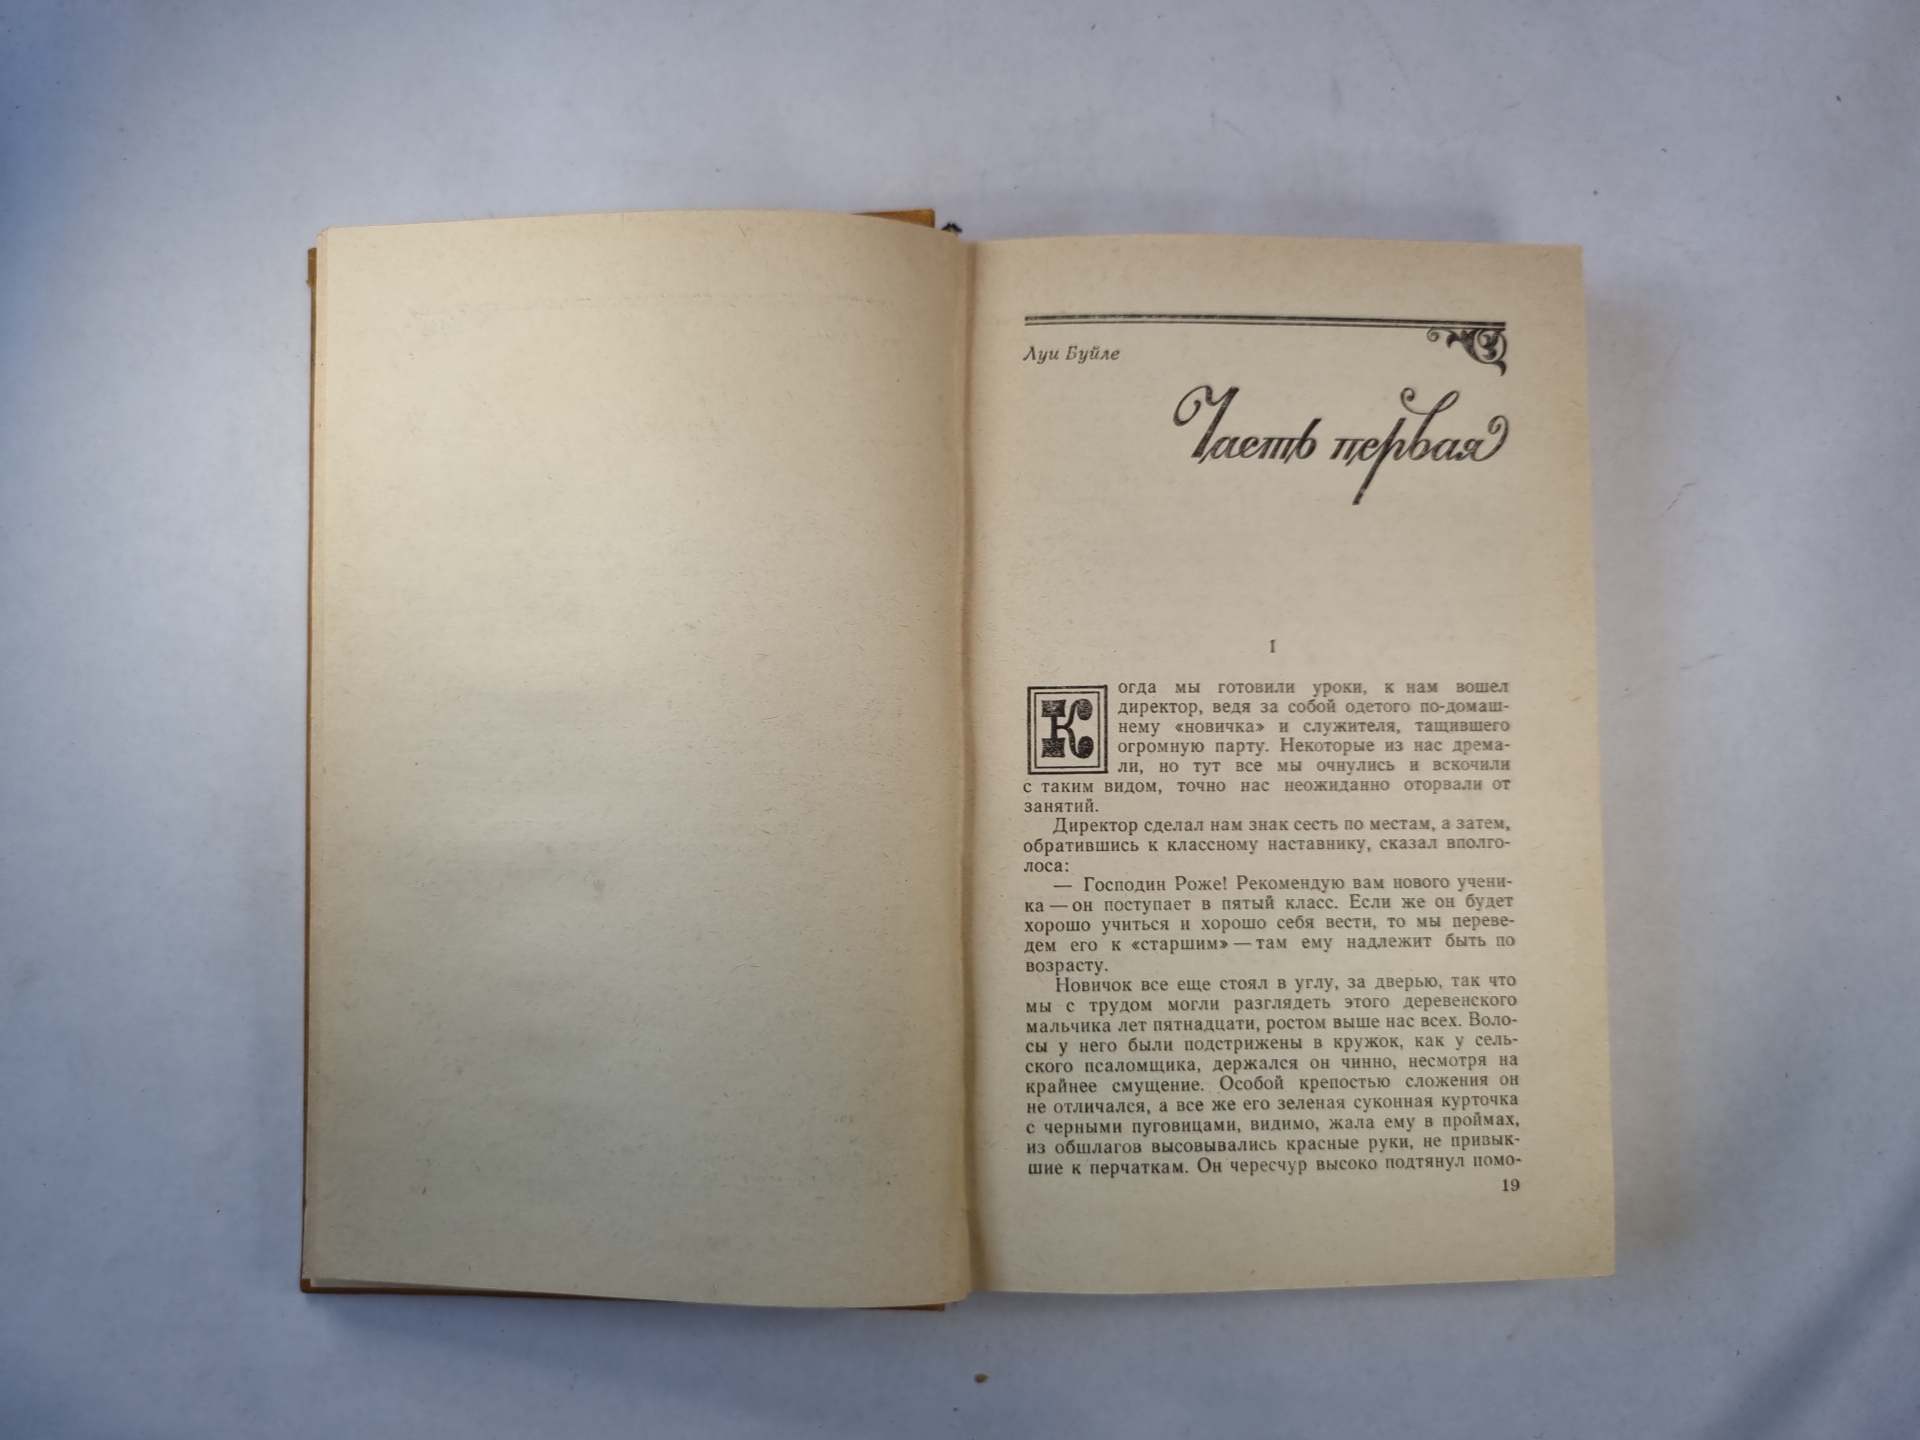 Луи Буйле
Часть первая
1
Когда мы готовили уроки, к нам вошел
директор, ведя за собой одетого по-домаш-
нему «новичка» и служителя, тащившего
огромную парту. Некоторые из нас дрема-
ли, но тут все мы очнулись и вскочили
с таким видом, точно нас неожиданно оторвали от
занятий.
Директор сделал нам знак сесть по местам, а затем,
обратившись к классному наставнику, сказал вполго-
лоса:
— Господин Роже! Рекомендую вам нового учени-
ка — он поступает в пятый класс. Если же он будет
хорошо учиться и хорошо себя вести, то мы переве-
дем его к «старшим» — там ему надлежит быть по
возрасту.
Новичок все еще стоял в углу, за дверью, так что
мы с трудом могли разглядеть этого деревенского
мальчика лет пятнадцати, ростом выше нас всех. Воло-
сы у него были подстрижены в кружок, как у сель-
ского псаломщика, держался он чинно, несмотря на
крайнее смущение. Особой крепостью сложения он
не отличался, а все же его зеленая суконная курточка
с черными пуговицами, видимо, жала ему в проймах,
из обшлагов высовывались красные руки, не привык-
шие к перчаткам. Он чересчур высоко подтянул помо-
19